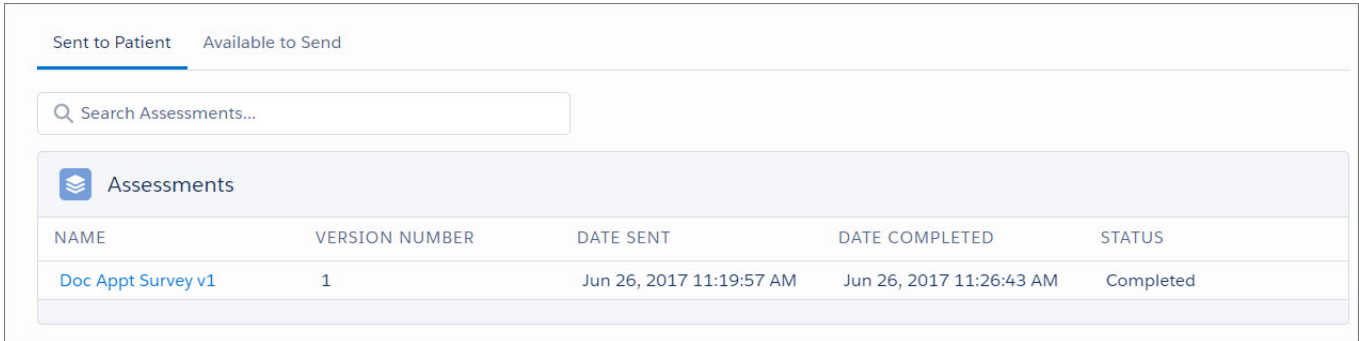 Sent to Patient Available to Send
Search Assessments...
Assessments
NAME VERSION NUMBER DATE SENT DATE COMPLETED STATUS
Doc Appt Survey v1 1 Jun 26, 2017 11:19:57 AM Jun 26, 2017 11:26:43 AM Completed